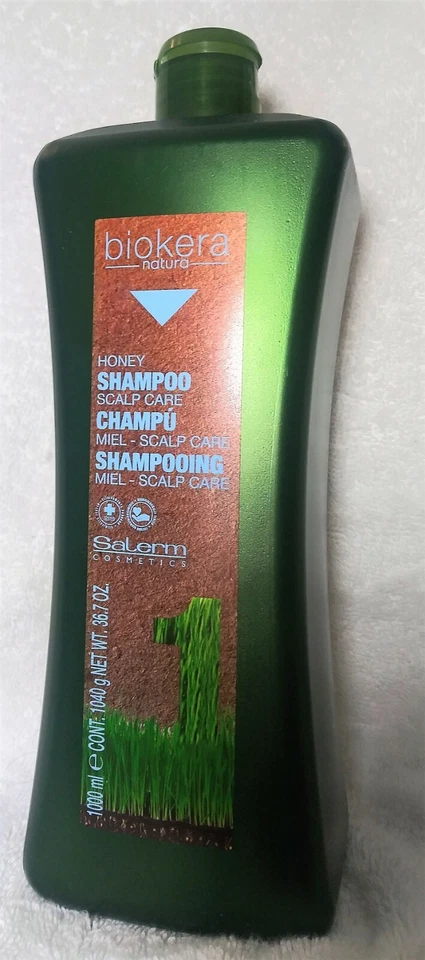 biokera
natura
HONEY
SHAMPOO
SCALP CARE
CHAMPÚ
MIEL - SCALP CARE
SHAMPOOING
MIEL - SCALP CARE
Salerm
COSMETICS
1
1000 ml e CONT. 1040 g NET WT. 36.7 OZ.